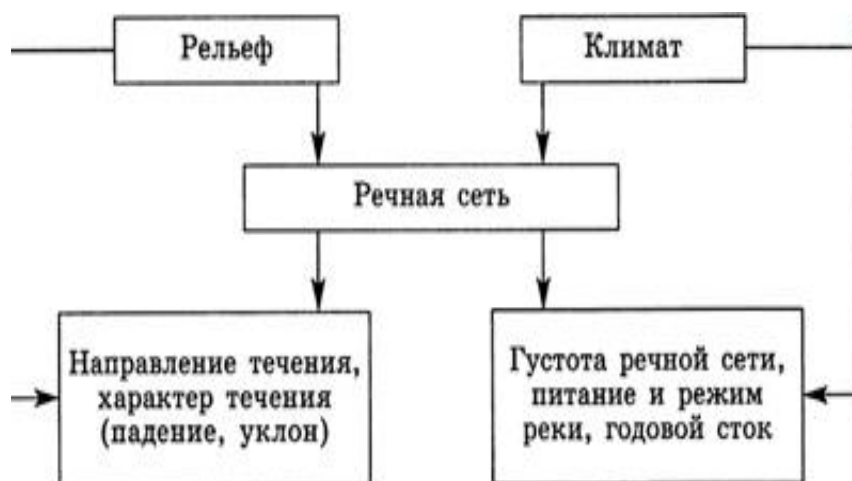 Рельеф
Климат
Речная сеть
Направление течения,
характер течения
(падение, уклон)
Густота речной сети,
питание и режим
реки, годовой сток